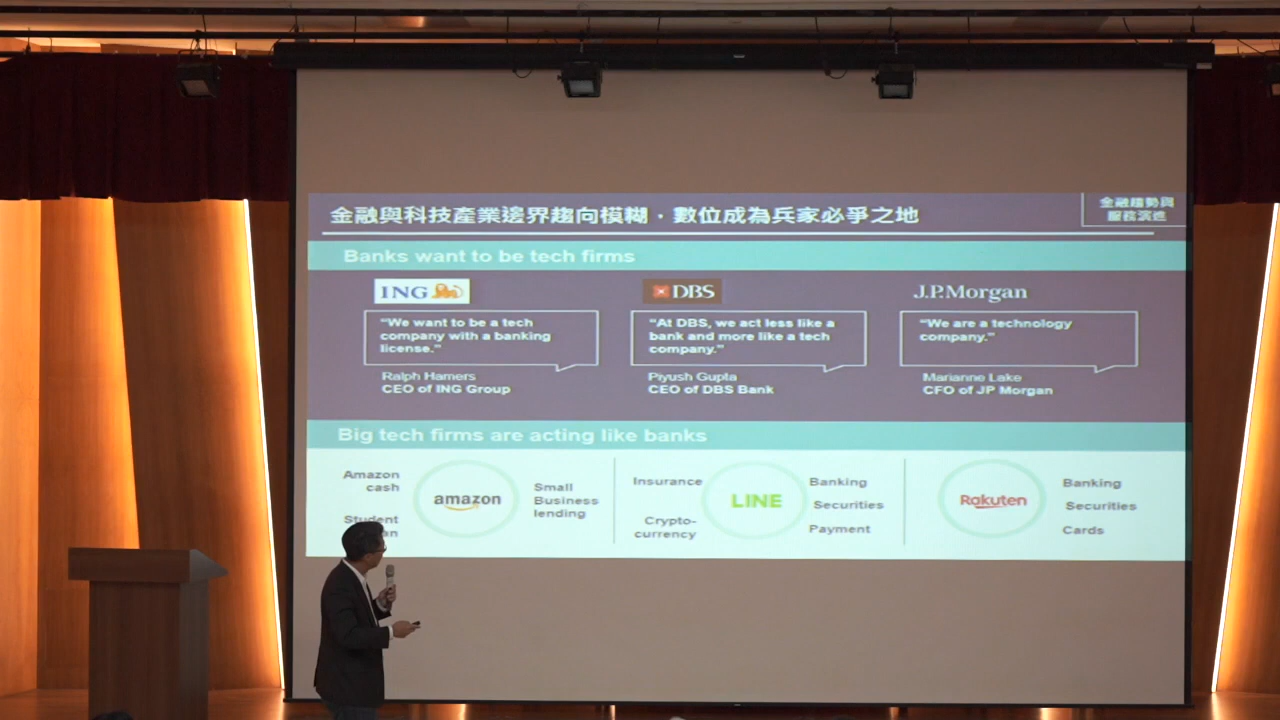 金融與科技產業邊界趨向模糊，數位成為兵家必爭之地
金融趨勢與
服務演進
Banks want to be tech firms
ING
DBS
J.P.Morgan
“We want to be a tech
company with a banking
license.”
“At DBS, we act less like a
bank and more like a tech
company.”
“We are a technology
company.”
Ralph Hamers
CEO of ING Group
Piyush Gupta
CEO of DBS Bank
Marianne Lake
CFO of JP Morgan
Big tech firms are acting like banks
Amazon
cash
Student
amazon
Small
Business
lending
Insurance
Crypto-
currency
LINE
Banking
Securities
Payment
Rakuten
Banking
Securities
Cards